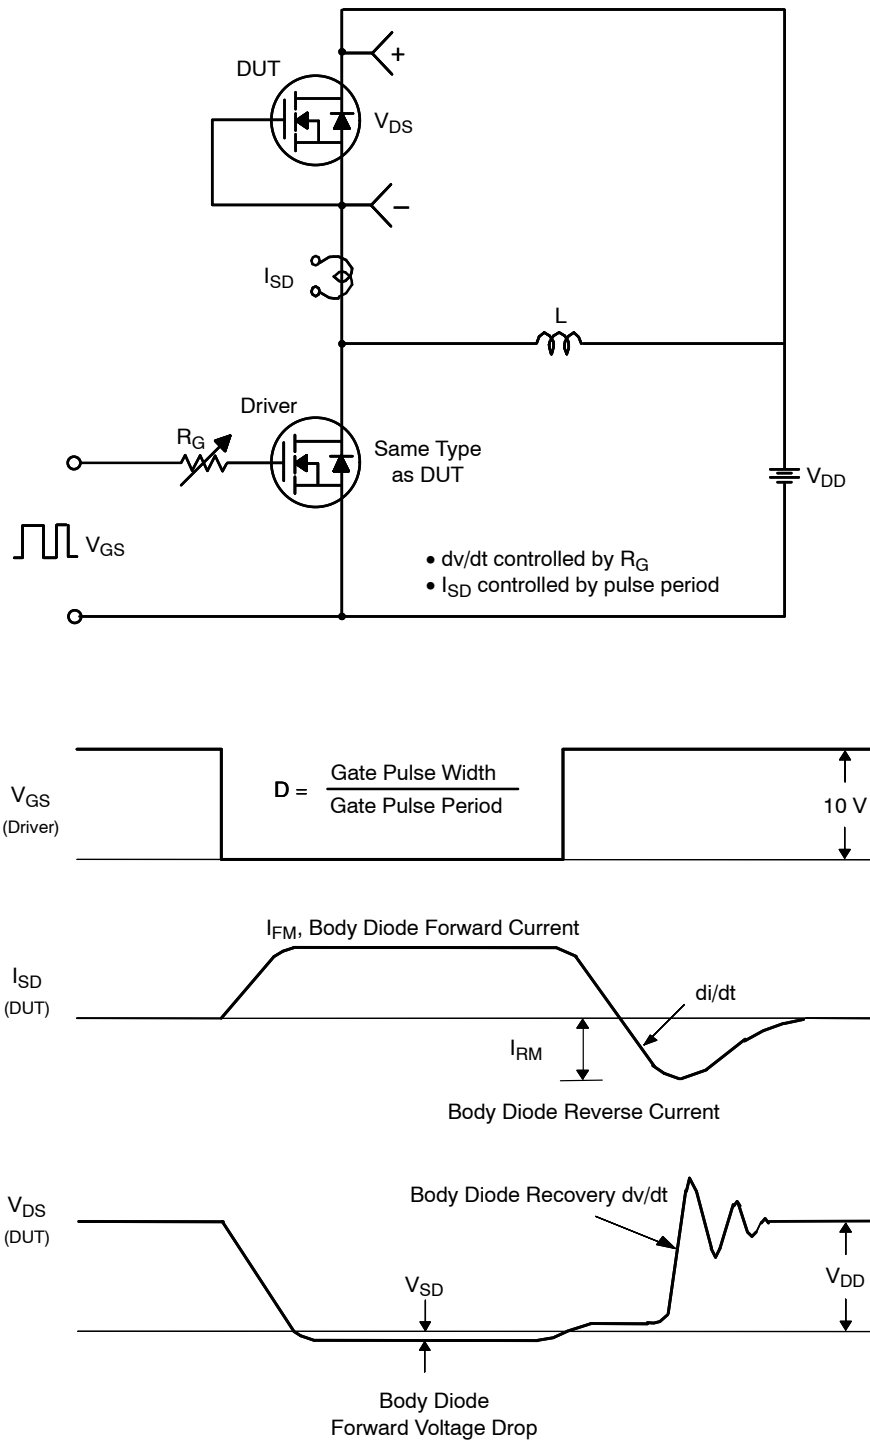 DUT
+
VDS
−
ISD
L
Driver
RG
Same Type
as DUT
VDD
VGS
• dv/dt controlled by RG
• ISD controlled by pulse period
VGS
(Driver)
D = Gate Pulse Width
Gate Pulse Period
10 V
IFM, Body Diode Forward Current
ISD
(DUT)
di/dt
IRM
Body Diode Reverse Current
VDS
(DUT)
Body Diode Recovery dv/dt
VSD
VDD
Body Diode
Forward Voltage Drop